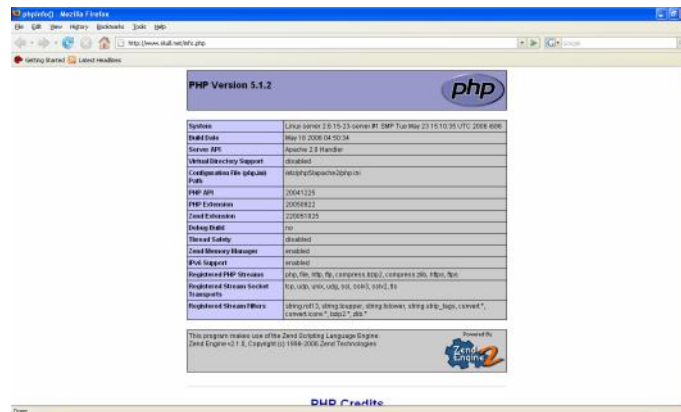 phpinfo() - Mozilla Firefox
File Edit View History Bookmarks Tools Help
http://www.skull.net/info.php
Getting Started Latest Headlines
PHP Version 5.1.2
php
System Linux server 2.6.15-23-server #1 SMP Tue May 23 15:10:35 UTC 2006 i686
Build Date May 18 2006 04:50:34
Server API Apache 2.0 Handler
Virtual Directory Support disabled
Configuration File (php.ini) /etc/php5/apache2/php.ini
Path
PHP API 20041225
PHP Extension 20050922
Zend Extension 220051025
Debug Build no
Thread Safety disabled
Zend Memory Manager enabled
IPv6 Support enabled
Registered PHP Streams php, file, http, ftp, compress.bzip2, compress.zlib, https, ftps
Registered Stream Socket tcp, udp, unix, udg, ssl, sslv3, sslv2, tls
Transports
Registered Stream Filters string.rot13, string.toupper, string.tolower, string.strip_tags, convert.*,
convert.iconv.*, bzip2.*, zlib.*
This program makes use of the Zend Scripting Language Engine:
Zend Engine v2.1.0, Copyright (c) 1998-2006 Zend Technologies
Powered By
Zend Engine 2
PHP Credits
Done